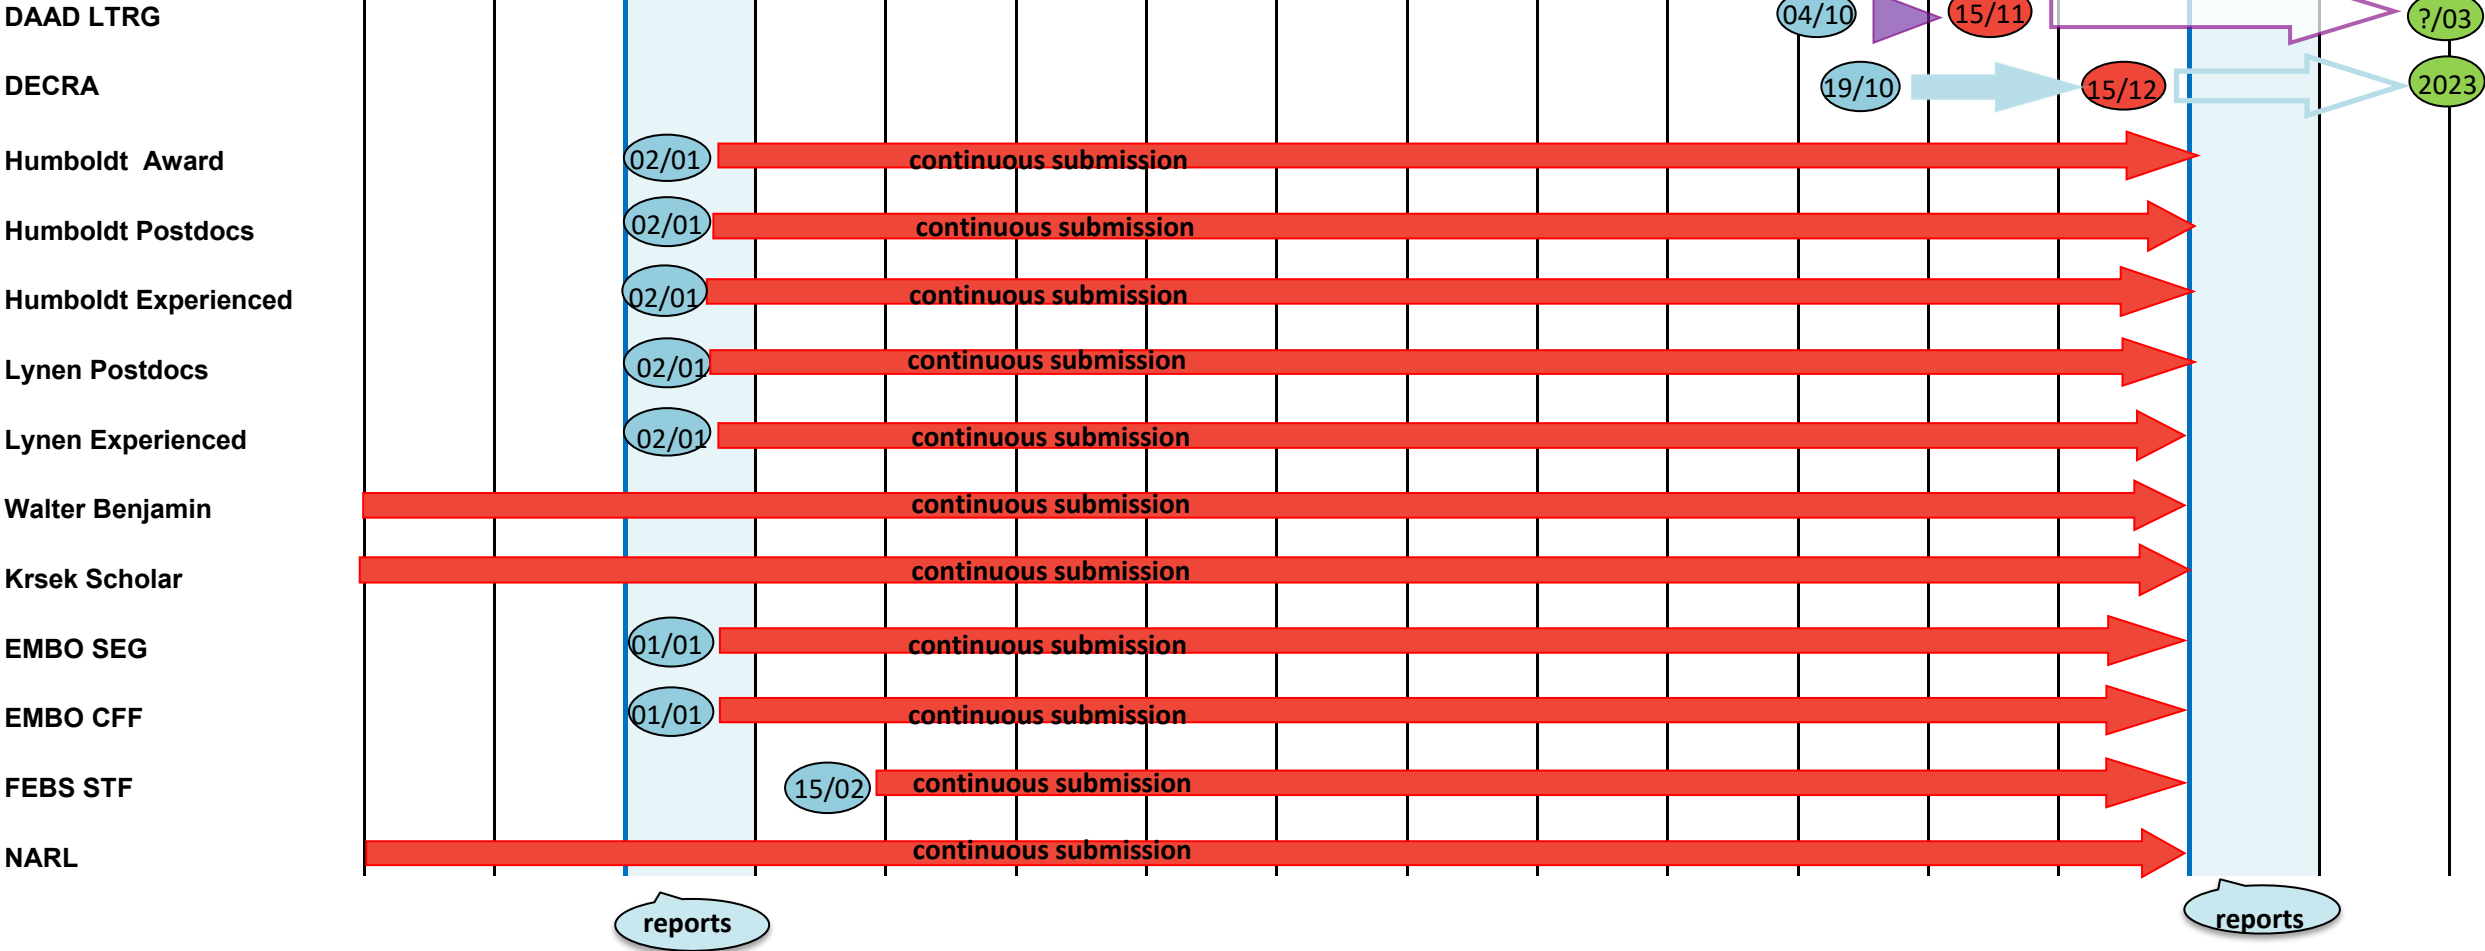 DAAD LTRG 04/10 15/11 ?/03
DECRA 19/10 15/12 2023
Humboldt Award 02/01 continuous submission
Humboldt Postdocs 02/01 continuous submission
Humboldt Experienced 02/01 continuous submission
Lynen Postdocs 02/01 continuous submission
Lynen Experienced 02/01 continuous submission
Walter Benjamin continuous submission
Krsek Scholar continuous submission
EMBO SEG 01/01 continuous submission
EMBO CFF 01/01 continuous submission
FEBS STF 15/02 continuous submission
NARL continuous submission
reports reports